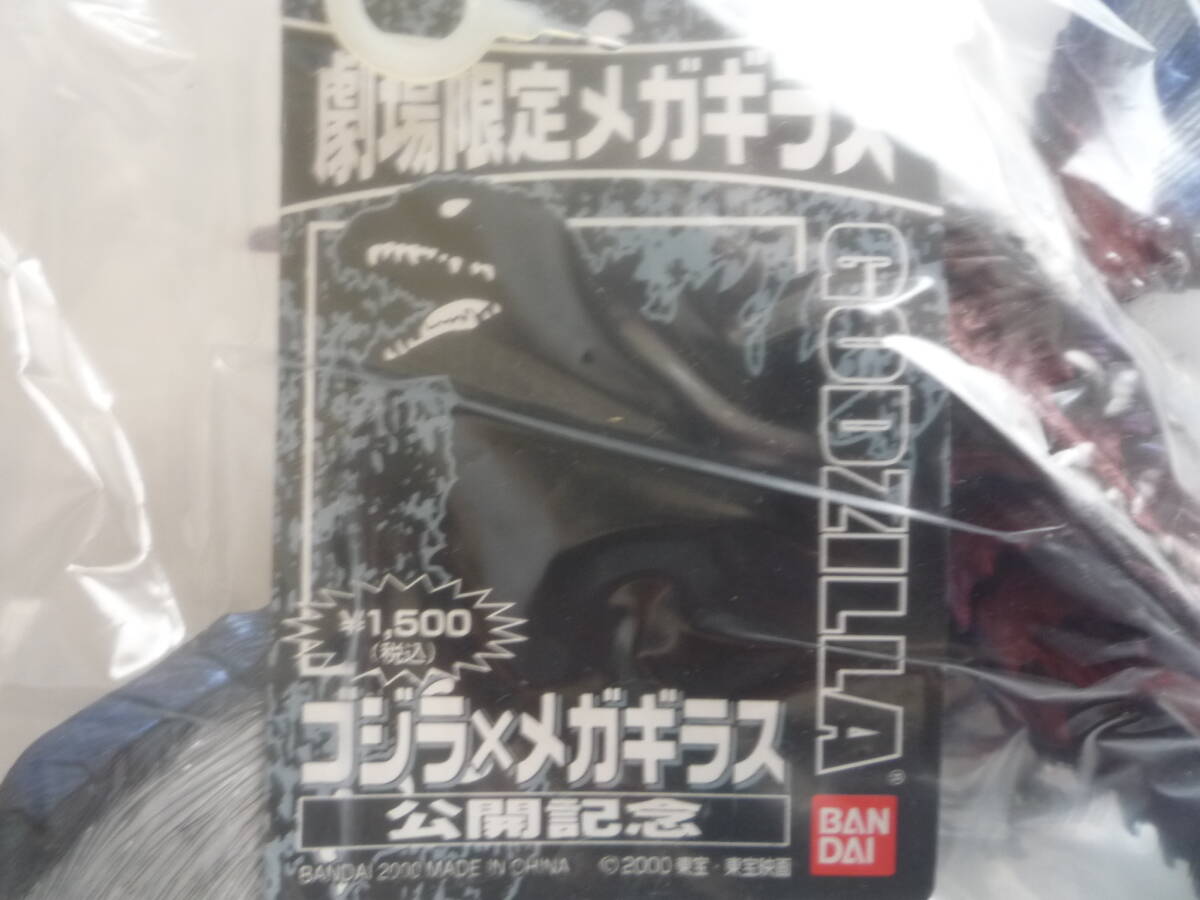 劇場限定メガギラス
GODZILLA
®
¥1,500
(税込)
ゴジラ×メガギラス
公開記念
BANDAI 2000 MADE IN CHINA ©2000 東宝・東宝映画
BAN
DAI